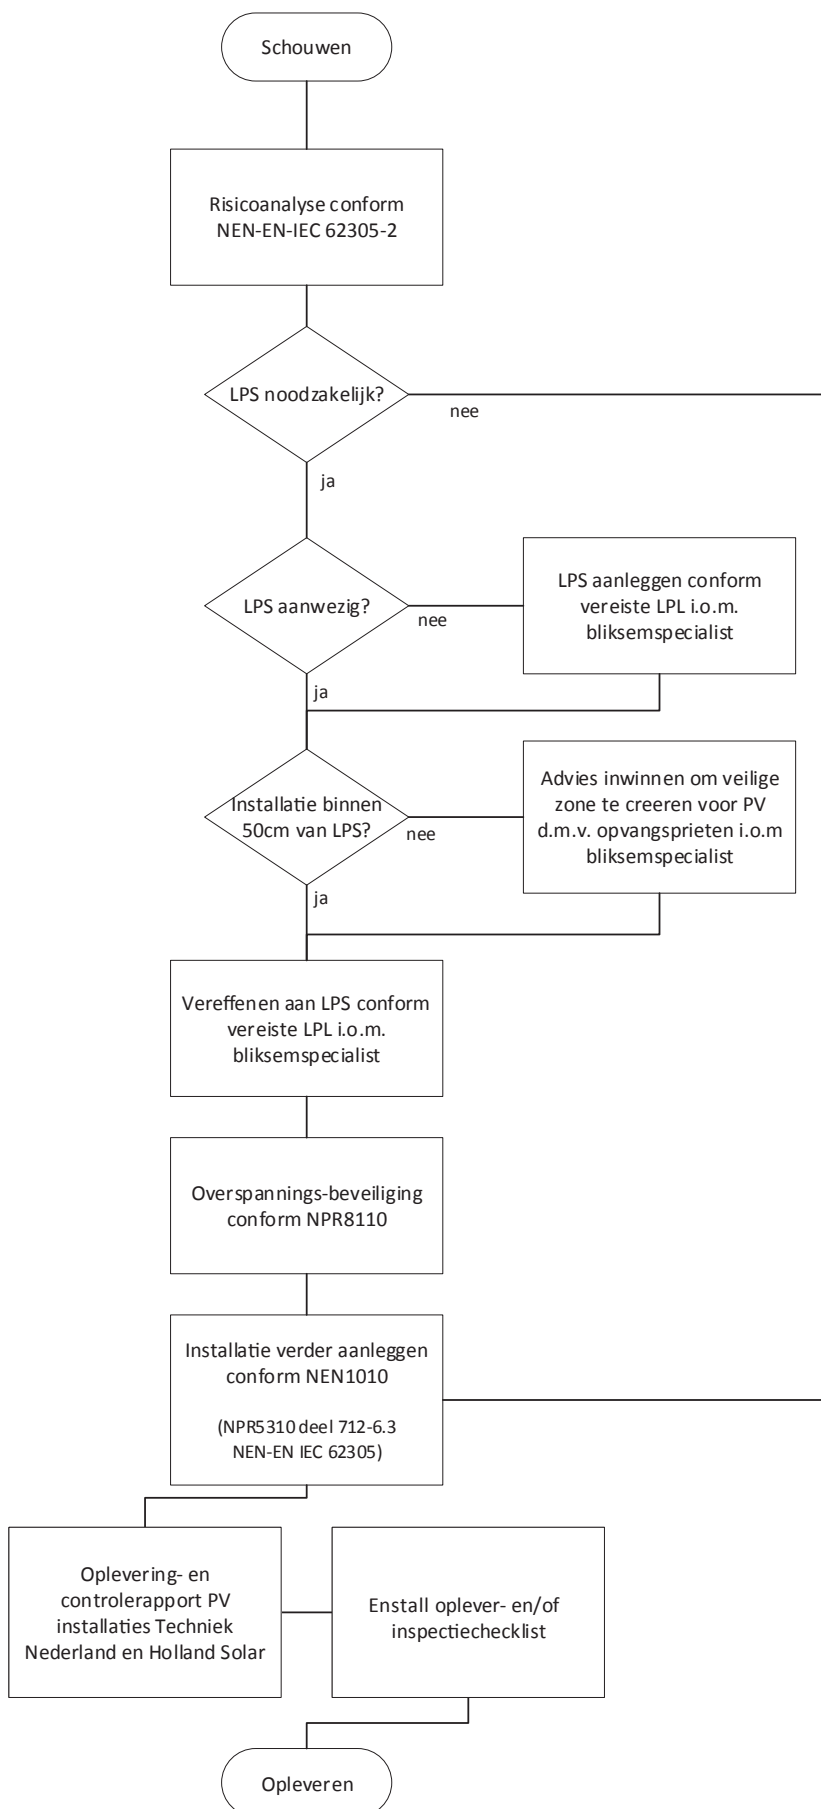 Schouwen
Risicoanalyse conform
NEN-EN-IEC 62305-2
LPS noodzakelijk?
nee
ja
LPS aanwezig?
nee
LPS aanleggen conform
vereiste LPL i.o.m.
bliksemspecialist
ja
Installatie binnen
50cm van LPS?
nee
Advies inwinnen om veilige
zone te creeren voor PV
d.m.v. opvangsprieten i.o.m
bliksemspecialist
ja
Vereffenen aan LPS conform
vereiste LPL i.o.m.
bliksemspecialist
Overspannings-beveiliging
conform NPR8110
Installatie verder aanleggen
conform NEN1010
(NPR5310 deel 712-6.3
NEN-EN IEC 62305)
Oplevering- en
controlerapport PV
installaties Techniek
Nederland en Holland Solar
Enstall oplever- en/of
inspectiechecklist
Opleveren